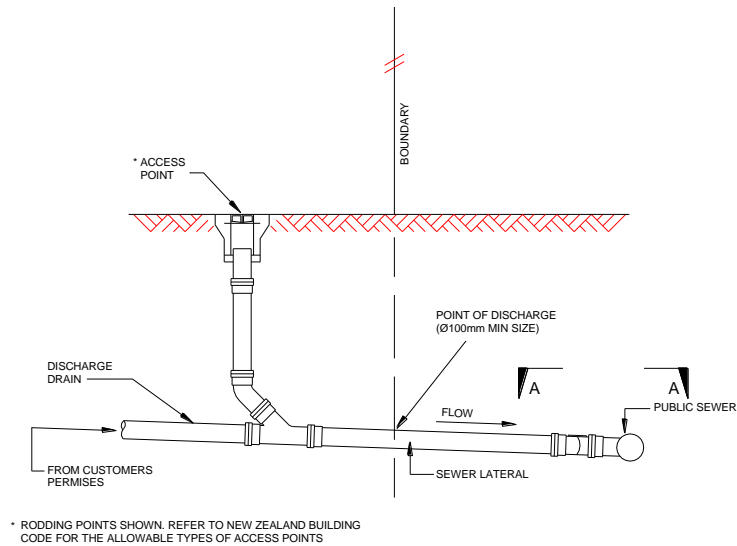 BOUNDARY
* ACCESS
POINT
POINT OF DISCHARGE
(Ø100mm MIN SIZE)
DISCHARGE
DRAIN
A
A
FLOW
PUBLIC SEWER
FROM CUSTOMERS
PERMISES
SEWER LATERAL
* RODDING POINTS SHOWN. REFER TO NEW ZEALAND BUILDING
CODE FOR THE ALLOWABLE TYPES OF ACCESS POINTS